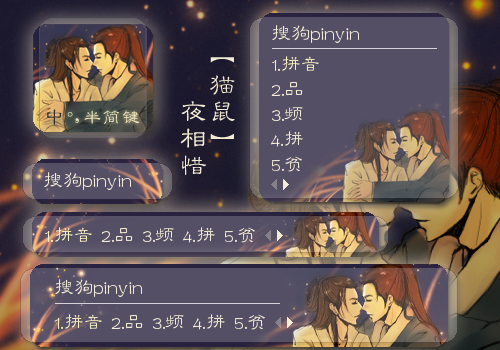 【猫鼠】
夜相惜
中°,半简键
搜狗pinyin
搜狗pinyin
1.拼音
2.品
3.频
4.拼
5.贫
1.拼音 2.品 3.频 4.拼 5.贫
搜狗pinyin
1.拼音 2.品 3.频 4.拼 5.贫